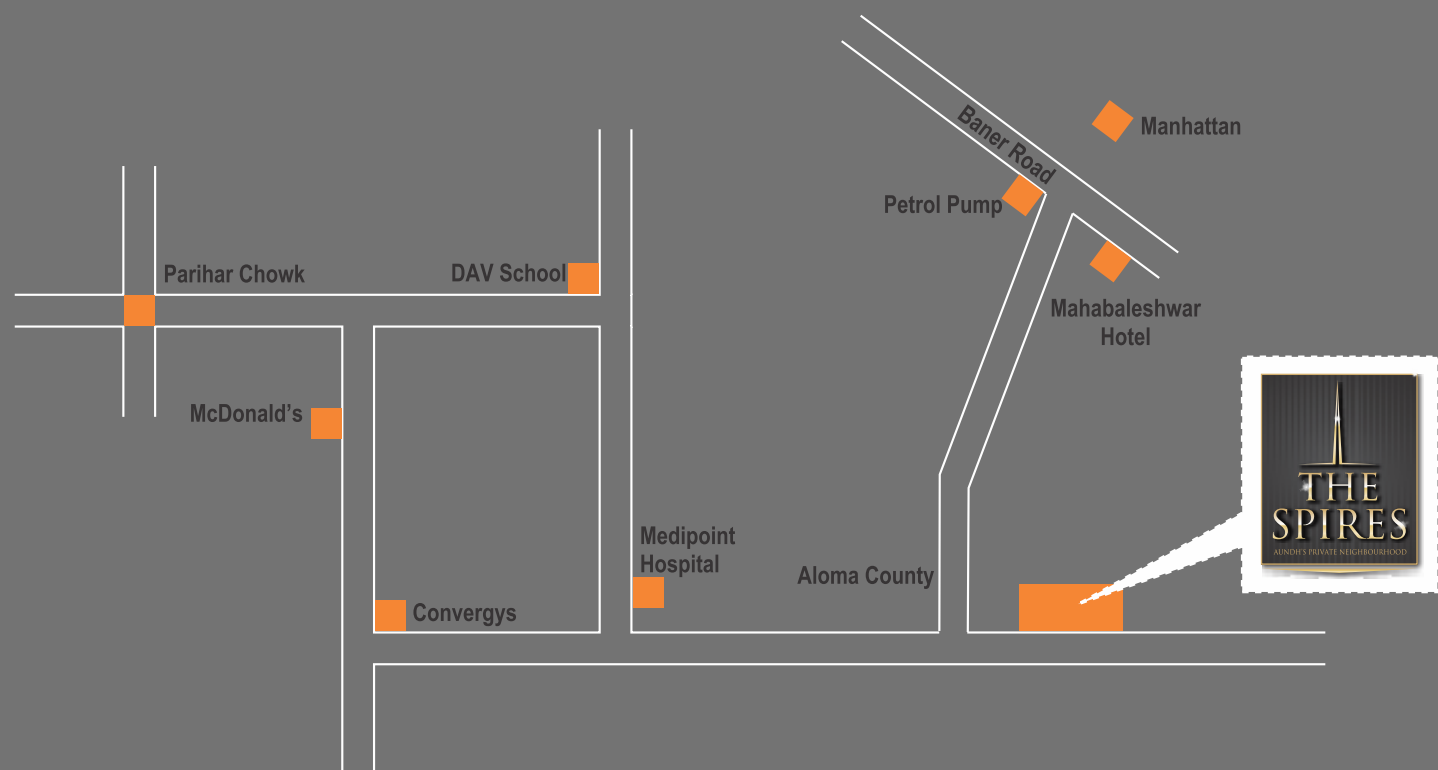 Baner Road
Manhattan
Petrol Pump
Parihar Chowk
DAV School
Mahabaleshwar
Hotel
McDonald’s
THE
SPIRES
AUNDH'S PRIVATE NEIGHBOURHOOD
Medipoint
Hospital
Aloma County
Convergys